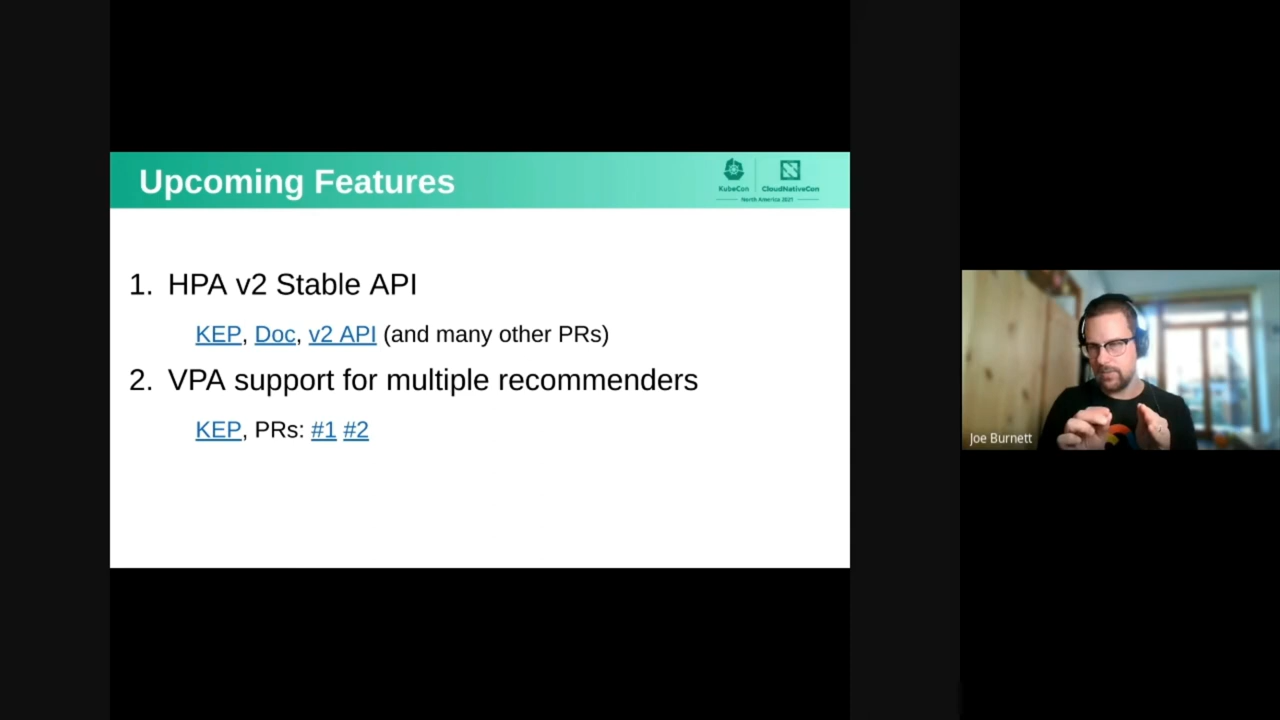 Upcoming Features
KubeCon
CloudNativeCon
North America 2021
1. HPA v2 Stable API
KEP, Doc, v2 API (and many other PRs)
2. VPA support for multiple recommenders
KEP, PRs: #1 #2
Joe Burnett